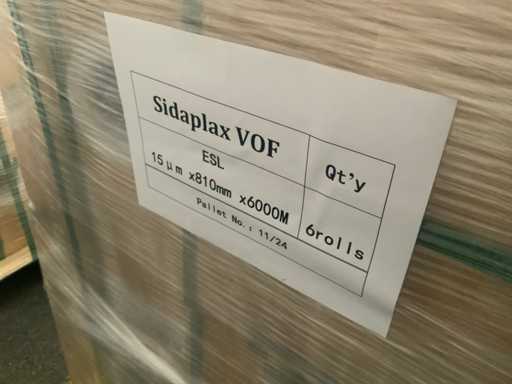 Sidaplax VOF
Qt'y
ESL
15μm x810mm x6000M
6rolls
Pallet No.: 11/24